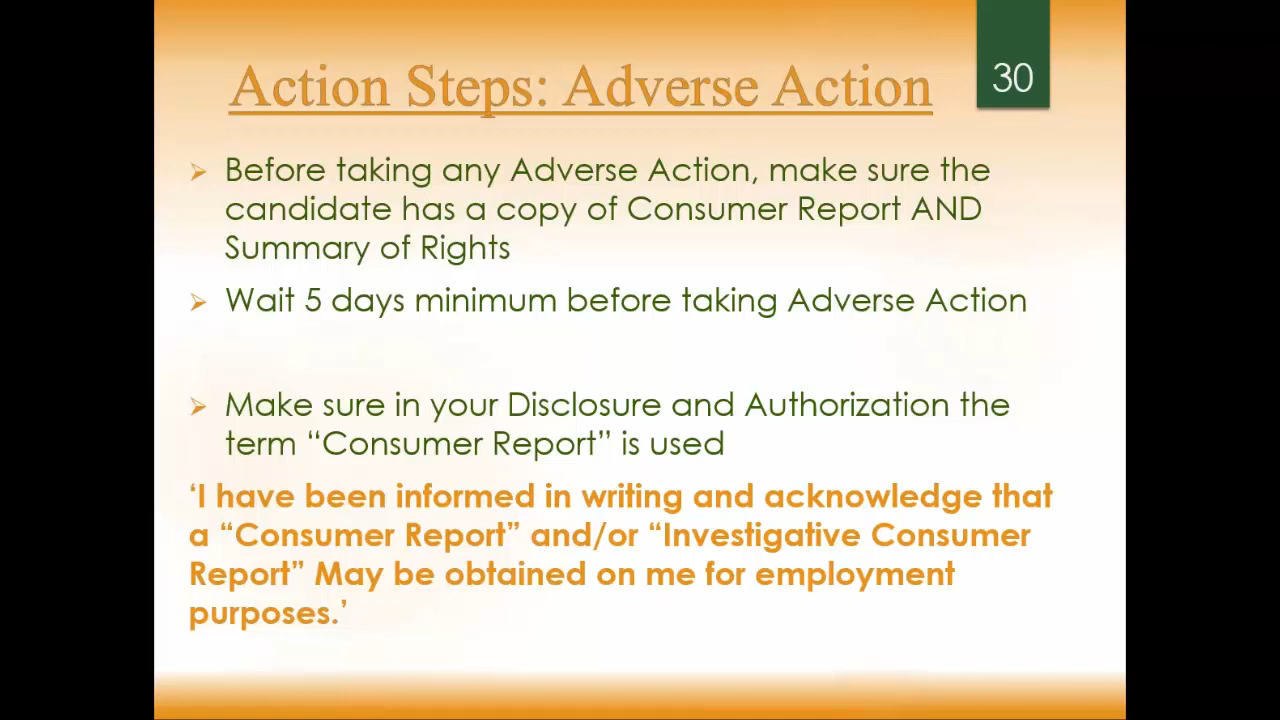 Action Steps: Adverse Action
30
➢ Before taking any Adverse Action, make sure the
candidate has a copy of Consumer Report AND
Summary of Rights
➢ Wait 5 days minimum before taking Adverse Action
➢ Make sure in your Disclosure and Authorization the
term “Consumer Report” is used
‘I have been informed in writing and acknowledge that
a “Consumer Report” and/or “Investigative Consumer
Report” May be obtained on me for employment
purposes.’